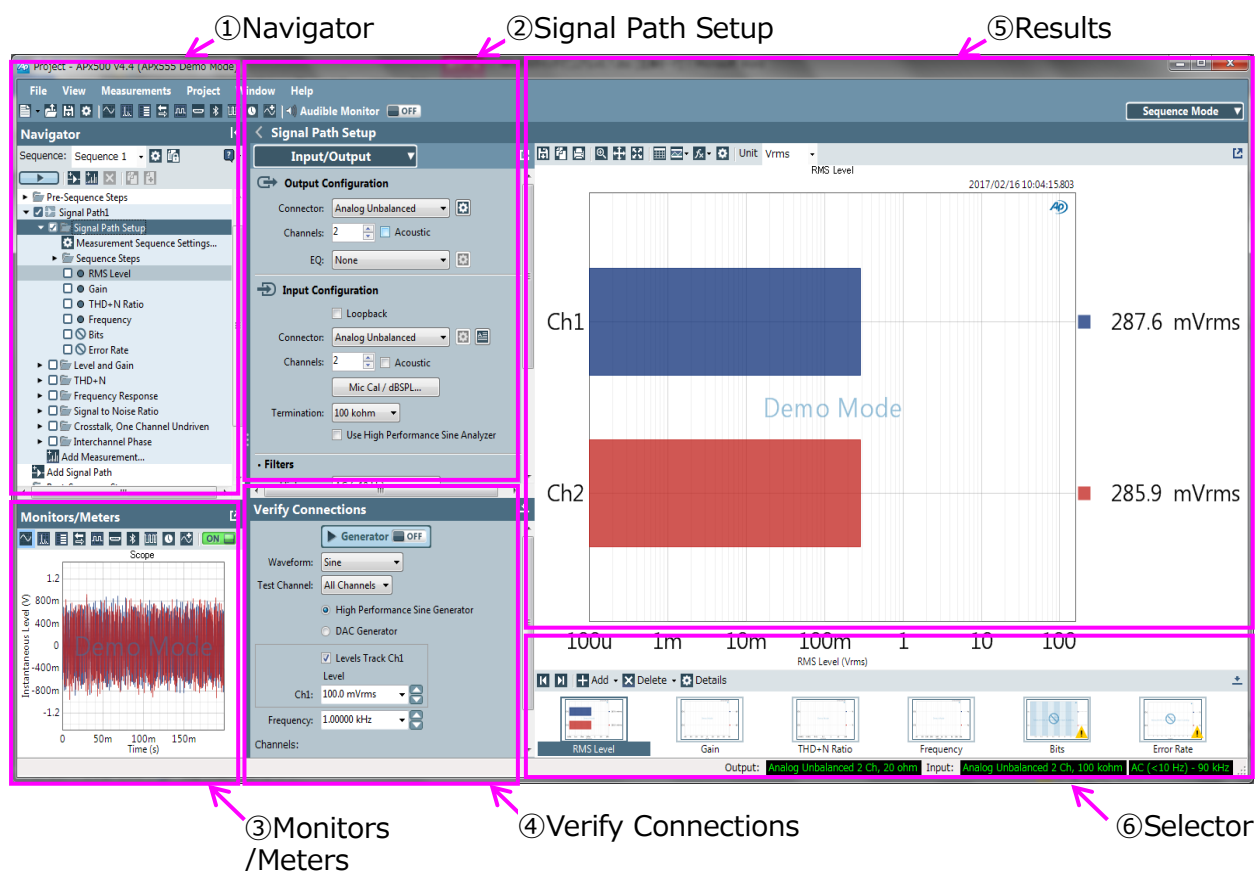 ①Navigator
②Signal Path Setup
⑤Results
Project - APx500 v4.4 (APx555 Demo Mode)
File View Measurements Project Window Help
Audible Monitor OFF
Sequence Mode
Navigator
Sequence: Sequence 1
Pre-Sequence Steps
Signal Path1
Signal Path Setup
Measurement Sequence Settings...
Sequence Steps
RMS Level
Gain
THD+N Ratio
Frequency
Bits
Error Rate
Level and Gain
THD+N
Frequency Response
Signal to Noise Ratio
Crosstalk, One Channel Undriven
Interchannel Phase
Add Measurement...
Add Signal Path
Signal Path Setup
Input/Output
Output Configuration
Connector: Analog Unbalanced
Channels: 2 Acoustic
EQ: None
Input Configuration
Loopback
Connector: Analog Unbalanced
Channels: 2 Acoustic
Mic Cal / dBSPL...
Termination: 100 kohm
Use High Performance Sine Analyzer
Filters
Unit Vrms
RMS Level
2017/02/16 10:04:15.803
AP
Ch1
287.6 mVrms
Demo Mode
Ch2
285.9 mVrms
100u 1m 10m 100m 1 10 100
RMS Level (Vrms)
Monitors/Meters
ON
Scope
Instantaneous Level (V)
1.2
800m
400m
0
-400m
-800m
-1.2
Demo Mode
0 50m 100m 150m
Time (s)
Verify Connections
Generator OFF
Waveform: Sine
Test Channel: All Channels
High Performance Sine Generator
DAC Generator
Levels Track Ch1
Level
Ch1: 100.0 mVrms
Frequency: 1.00000 kHz
Channels:
Add Delete Details
RMS Level Gain THD+N Ratio Frequency Bits Error Rate
Output: Analog Unbalanced 2 Ch, 20 ohm Input: Analog Unbalanced 2 Ch, 100 kohm AC (<10 Hz) - 90 kHz
③Monitors
/Meters
④Verify Connections
⑥Selector